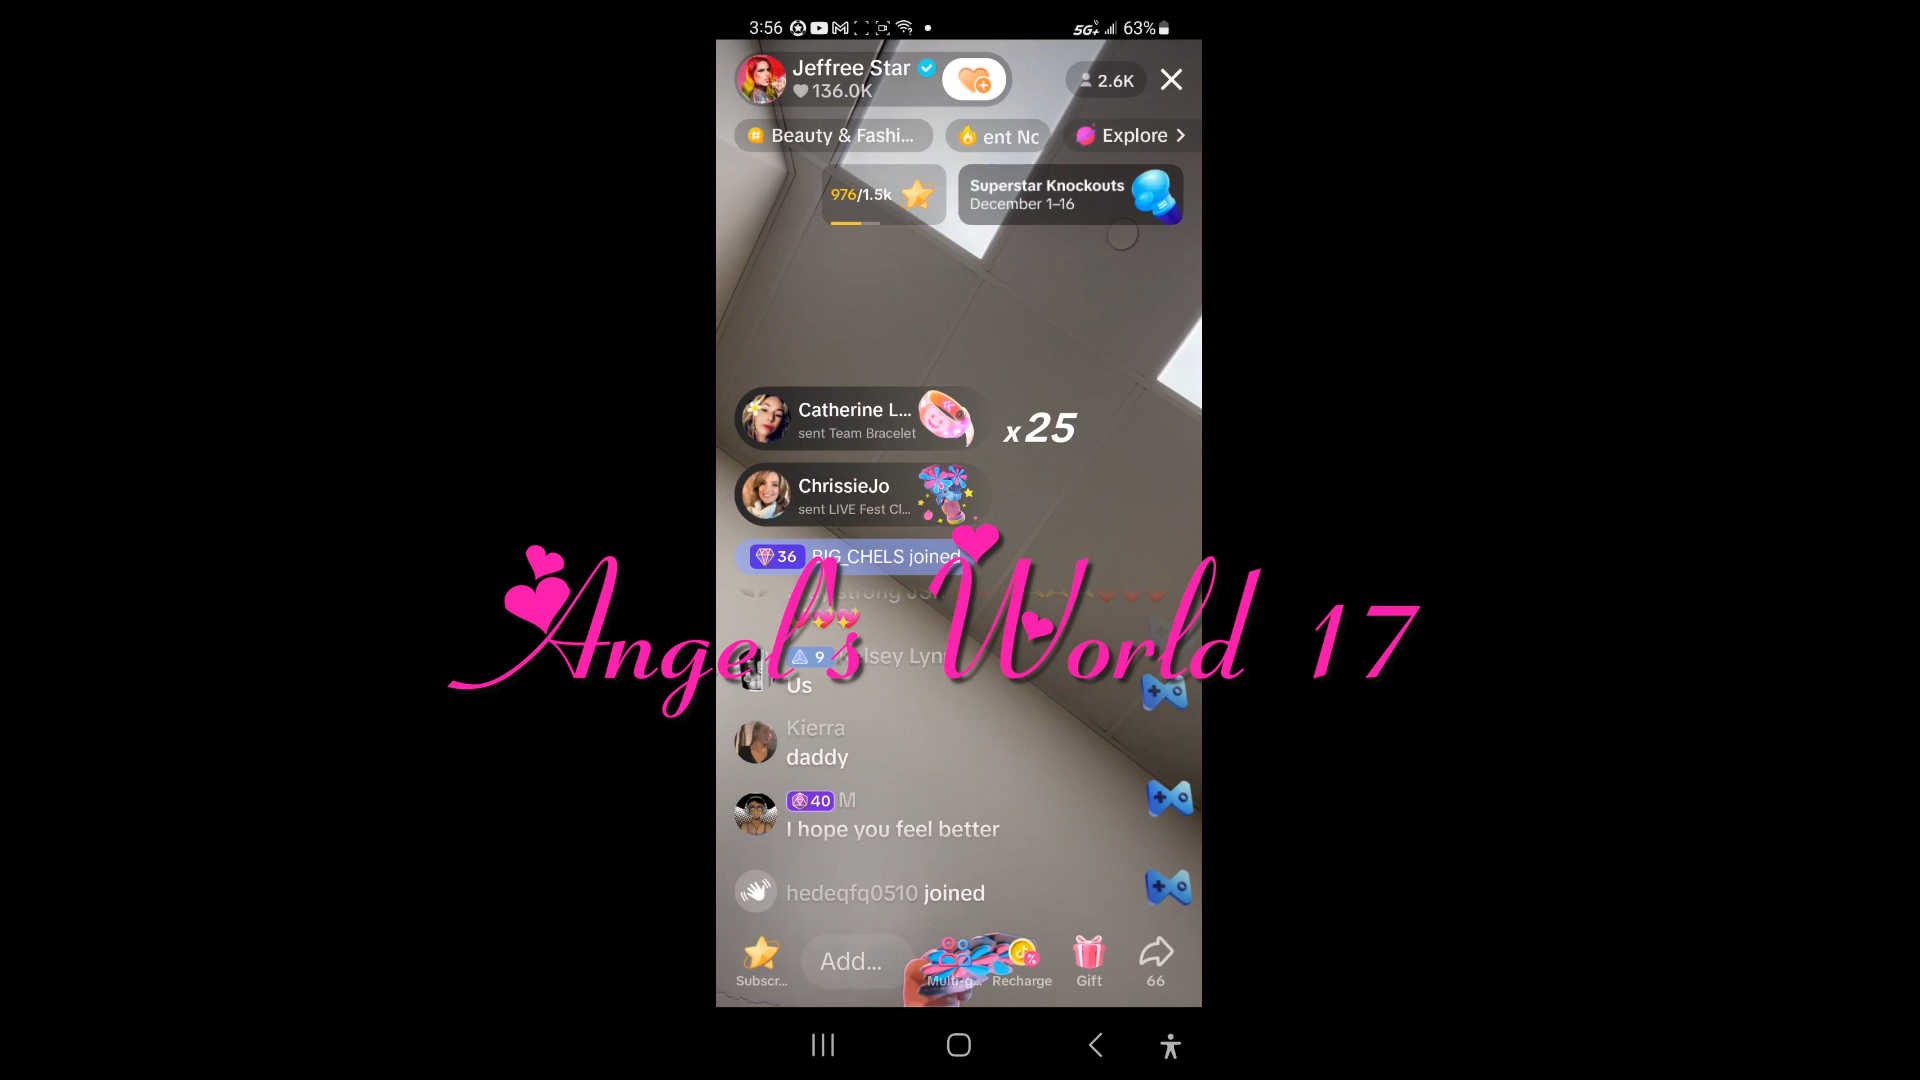 3:56
5G+ 63%
Jeffree Star
136.0K
2.6K
Beauty & Fashi...
ent Nc
Explore >
976/1.5k
Superstar Knockouts
December 1–16
Catherine L...
sent Team Bracelet
x25
ChrissieJo
sent LIVE Fest Cl...
36 BIG_CHELS joined
Angel's World 17
9
Us
Kierra
daddy
40 M
I hope you feel better
hedeqfq0510 joined
Add...
Subscr...
Multi-g...
Recharge
Gift
66